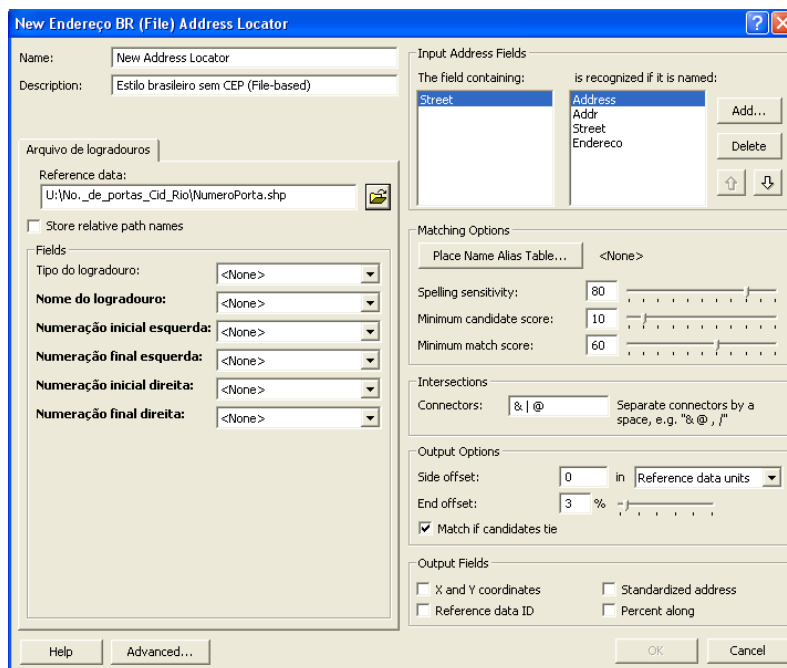 New Endereço BR (File) Address Locator
Name:
New Address Locator
Description:
Estilo brasileiro sem CEP (File-based)
Arquivo de logradouros
Reference data:
U:\No._de_portas_Cid_Rio\NumeroPorta.shp
Store relative path names
Fields
Tipo do logradouro:
<None>
Nome do logradouro:
<None>
Numeração inicial esquerda:
<None>
Numeração final esquerda:
<None>
Numeração inicial direita:
<None>
Numeração final direita:
<None>
Help
Advanced...
Input Address Fields
The field containing:
is recognized if it is named:
Street
Address
Addr
Street
Endereco
Add...
Delete
Matching Options
Place Name Alias Table...
<None>
Spelling sensitivity:
80
Minimum candidate score:
10
Minimum match score:
60
Intersections
Connectors:
& | @
Separate connectors by a
space, e.g. "& @ , /"
Output Options
Side offset:
0
in
Reference data units
End offset:
3
%
Match if candidates tie
Output Fields
X and Y coordinates
Standardized address
Reference data ID
Percent along
OK
Cancel